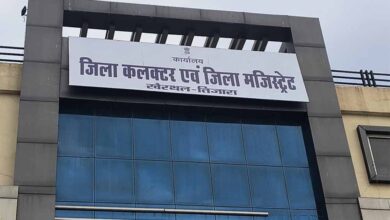 कार्यालय
जिला कलक्टर एवं जिला मजिस्ट्रेट
खैरथल-तिजारा